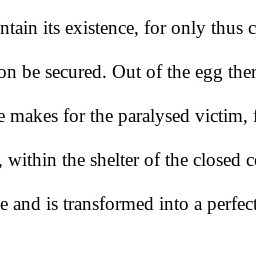 ntain its existence, for only thus c
on be secured. Out of the egg ther
e makes for the paralysed victim, f
, within the shelter of the closed c
e and is transformed into a perfect